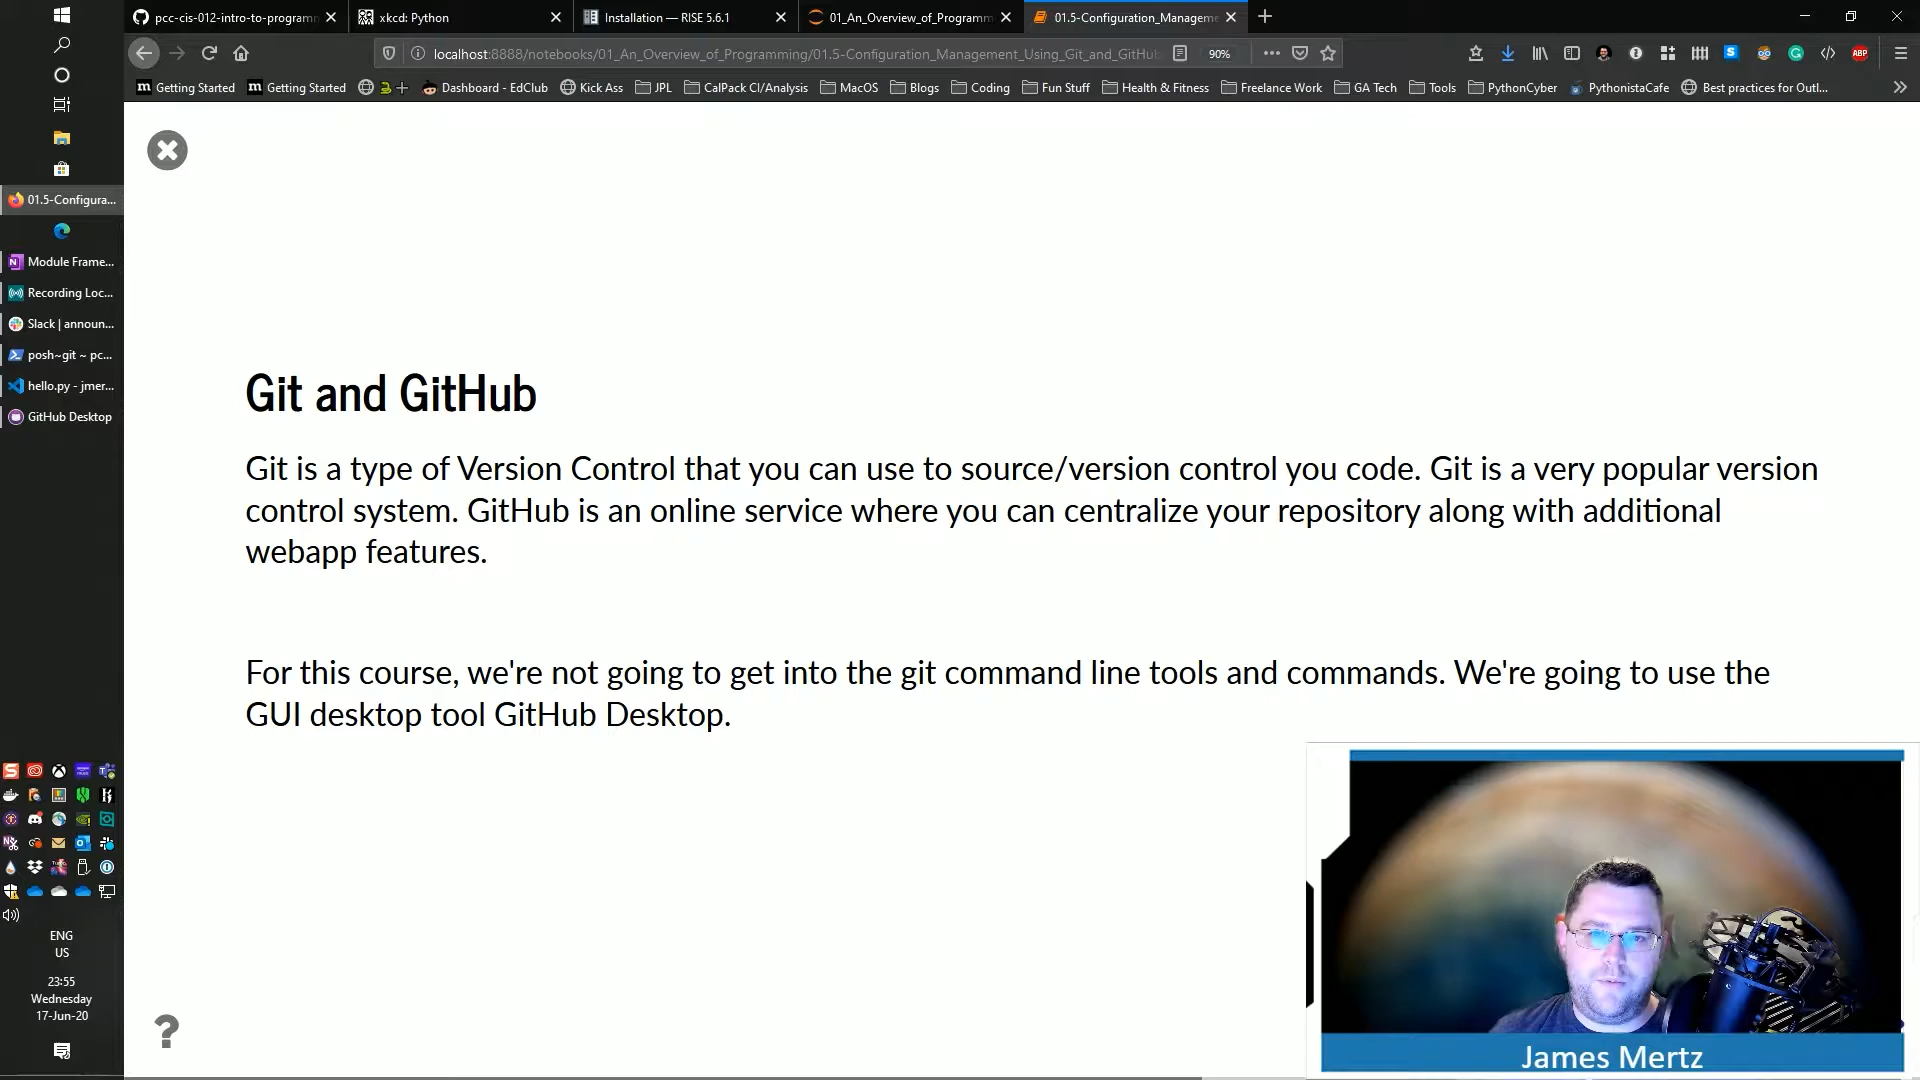 pcc-cis-012-intro-to-programm
xkcd: Python
Installation — RISE 5.6.1
01_An_Overview_of_Programm
01.5-Configuration_Manageme
localhost:8888/notebooks/01_An_Overview_of_Programming/01.5-Configuration_Management_Using_Git_and_GitHub
90%
Getting Started
Getting Started
Dashboard - EdClub
Kick Ass
JPL
CalPack CI/Analysis
MacOS
Blogs
Coding
Fun Stuff
Health & Fitness
Freelance Work
GA Tech
Tools
PythonCyber
PythonistaCafe
Best practices for Outl...
01.5-Configura...
Module Frame...
Recording Loc...
Slack | announ...
posh~git ~ pc...
hello.py - jmer...
GitHub Desktop
Git and GitHub
Git is a type of Version Control that you can use to source/version control you code. Git is a very popular version
control system. GitHub is an online service where you can centralize your repository along with additional
webapp features.
For this course, we're not going to get into the git command line tools and commands. We're going to use the
GUI desktop tool GitHub Desktop.
ENG
US
23:55
Wednesday
17-Jun-20
James Mertz